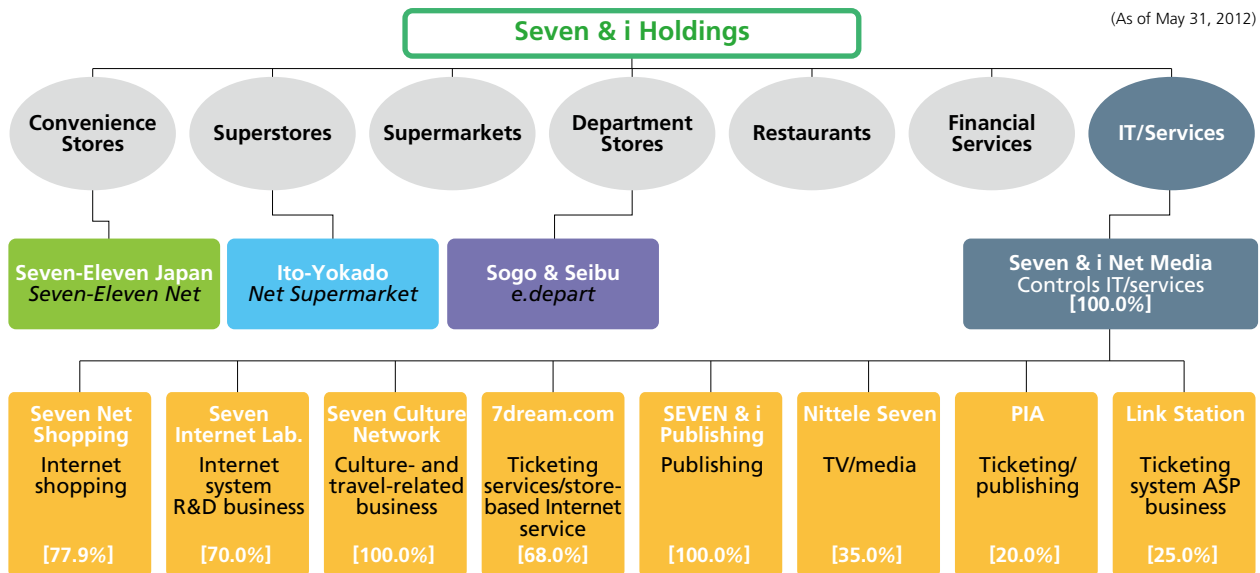 Seven & i Holdings
(As of May 31, 2012)
Convenience
Stores
Superstores
Supermarkets
Department
Stores
Restaurants
Financial
Services
IT/Services
Seven-Eleven Japan
Seven-Eleven Net
Ito-Yokado
Net Supermarket
Sogo & Seibu
e.depart
Seven & i Net Media
Controls IT/services
[100.0%]
Seven Net
Shopping
Internet
shopping
[77.9%]
Seven
Internet Lab.
Internet
system
R&D business
[70.0%]
Seven Culture
Network
Culture- and
travel-related
business
[100.0%]
7dream.com
Ticketing
services/store-
based Internet
service
[68.0%]
SEVEN & i
Publishing
Publishing
[100.0%]
Nittele Seven
TV/media
[35.0%]
PIA
Ticketing/
publishing
[20.0%]
Link Station
Ticketing
system ASP
business
[25.0%]